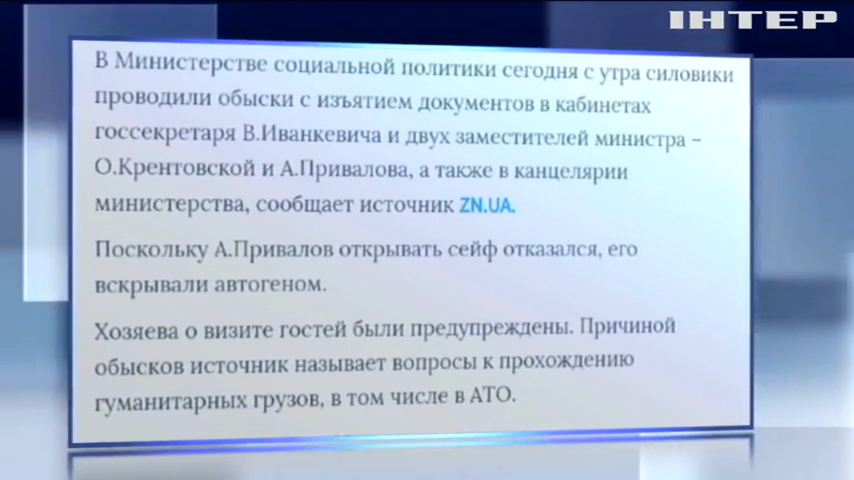 ІНТЕР
В Министерстве социальной политики сегодня с утра силовики
проводили обыски с изъятием документов в кабинетах
госсекретаря В.Иванкевича и двух заместителей министра –
О.Крентовской и А.Привалова, а также в канцелярии
министерства, сообщает источник ZN.UA.
Поскольку А.Привалов открывать сейф отказался, его
вскрывали автогеном.
Хозяева о визите гостей были предупреждены. Причиной
обысков источник называет вопросы к прохождению
гуманитарных грузов, в том числе в АТО.